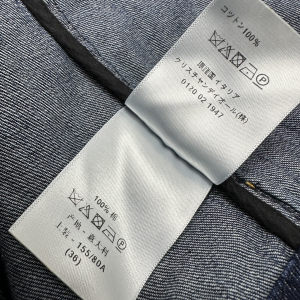 コットン100%
原産国イタリア
クリスチャンディオール(株)
0120 02 1947
100% 棉
产地 - 意大利
上装 - 155/80A
(36)